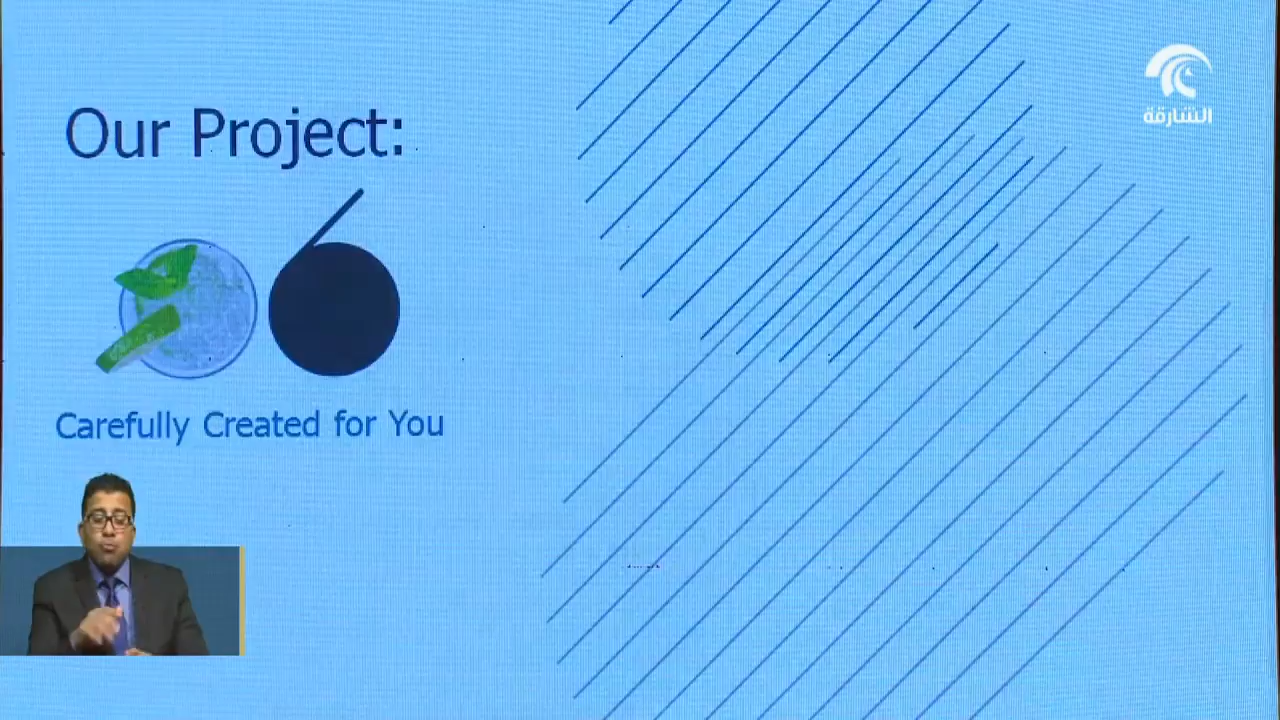 Our Project:
Carefully Created for You
الشارقة